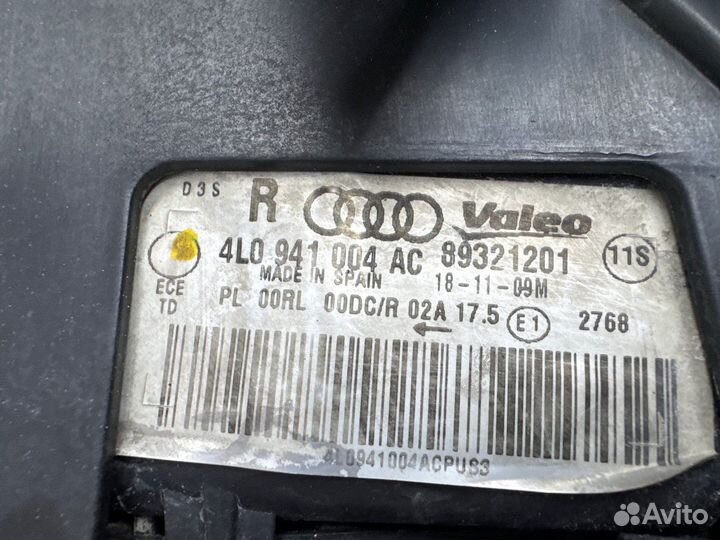 D3S
R Valeo
4L0 941 004 AC 89321201 11S
MADE IN SPAIN 18-11-09M
ECE
TD
PL 00RL 00DC/R 02A 17.5 E1 2768
4L0941004ACPUS3
Avito